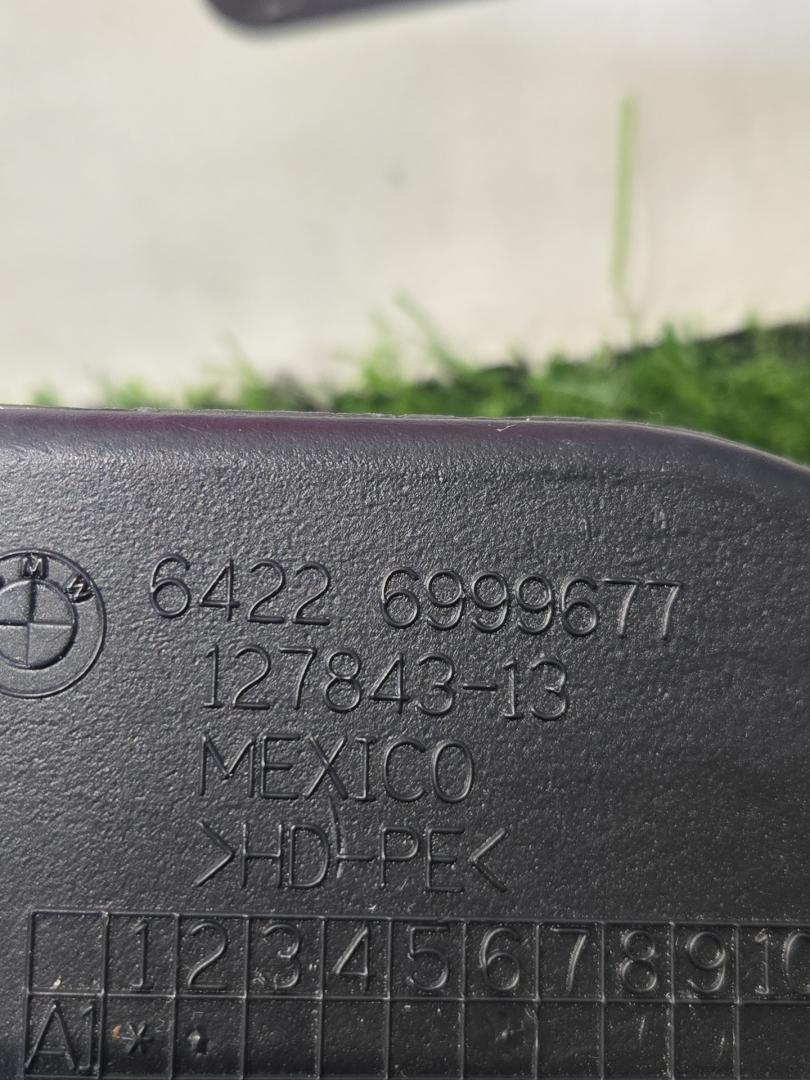 BMW
6422 6999677
127843-13
MEXICO
>HD-PE<
1 2 3 4 5 6 7 8 9 10
A1 *